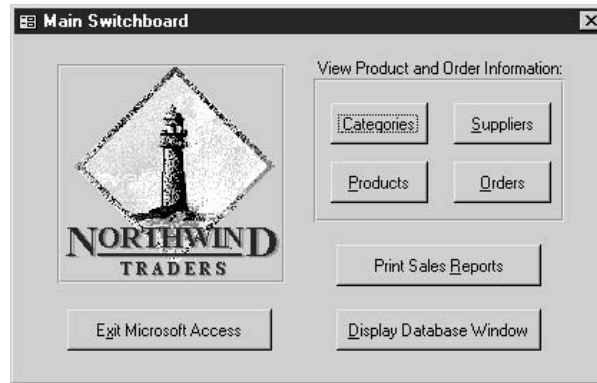 Main Switchboard
View Product and Order Information:
Categories
Suppliers
Products
Orders
NORTHWIND
TRADERS
Print Sales Reports
Exit Microsoft Access
Display Database Window